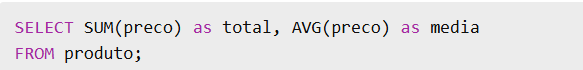 SELECT SUM(preco) as total, AVG(preco) as media
FROM produto;